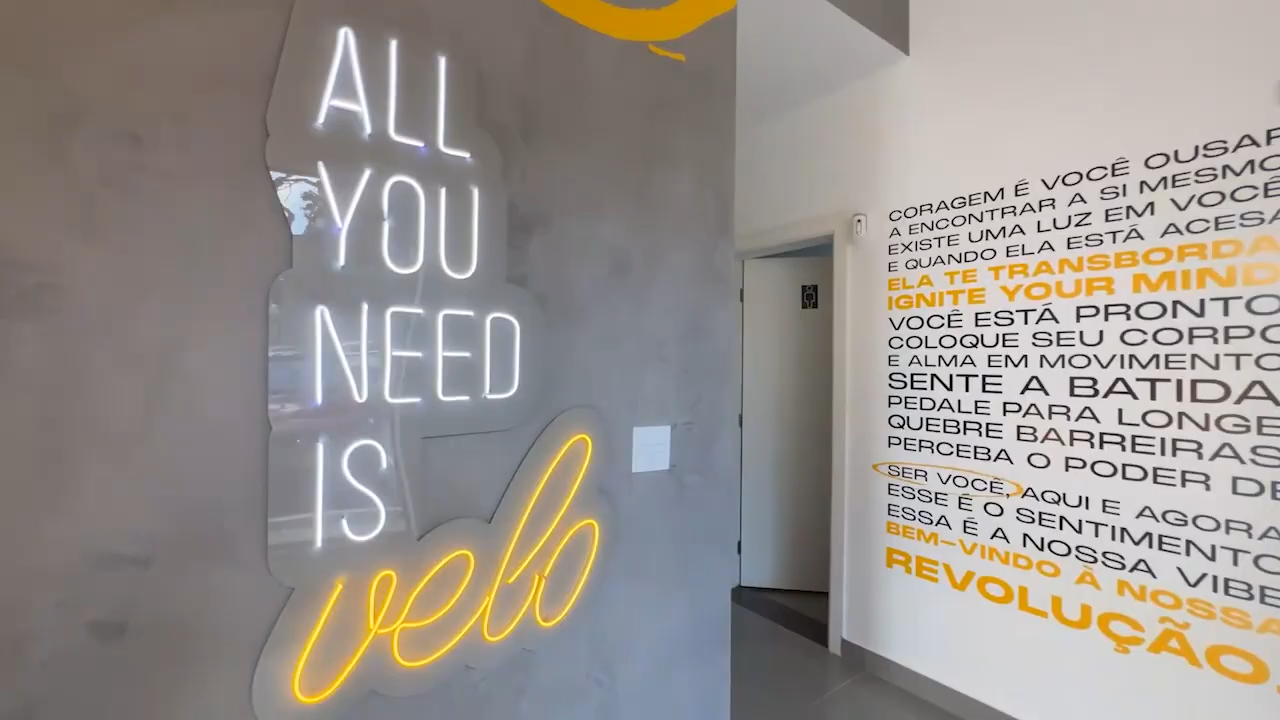 ALL
YOU
NEED
IS
velo
CORAGEM É VOCÊ OUSAR
A ENCONTRAR A SI MESMO
EXISTE UMA LUZ EM VOCÊ
E QUANDO ELA ESTÁ ACESA
ELA TE TRANSBORDA
IGNITE YOUR MIND
VOCÊ ESTÁ PRONTO
COLOQUE SEU CORPO
E ALMA EM MOVIMENTO
SENTE A BATIDA
PEDALE PARA LONGE
QUEBRE BARREIRAS
PERCEBA O PODER DE
SER VOCÊ, AQUI E AGORA
ESSE É O SENTIMENTO
ESSA É A NOSSA VIBE
BEM-VINDO À NOSSA
REVOLUÇÃO.